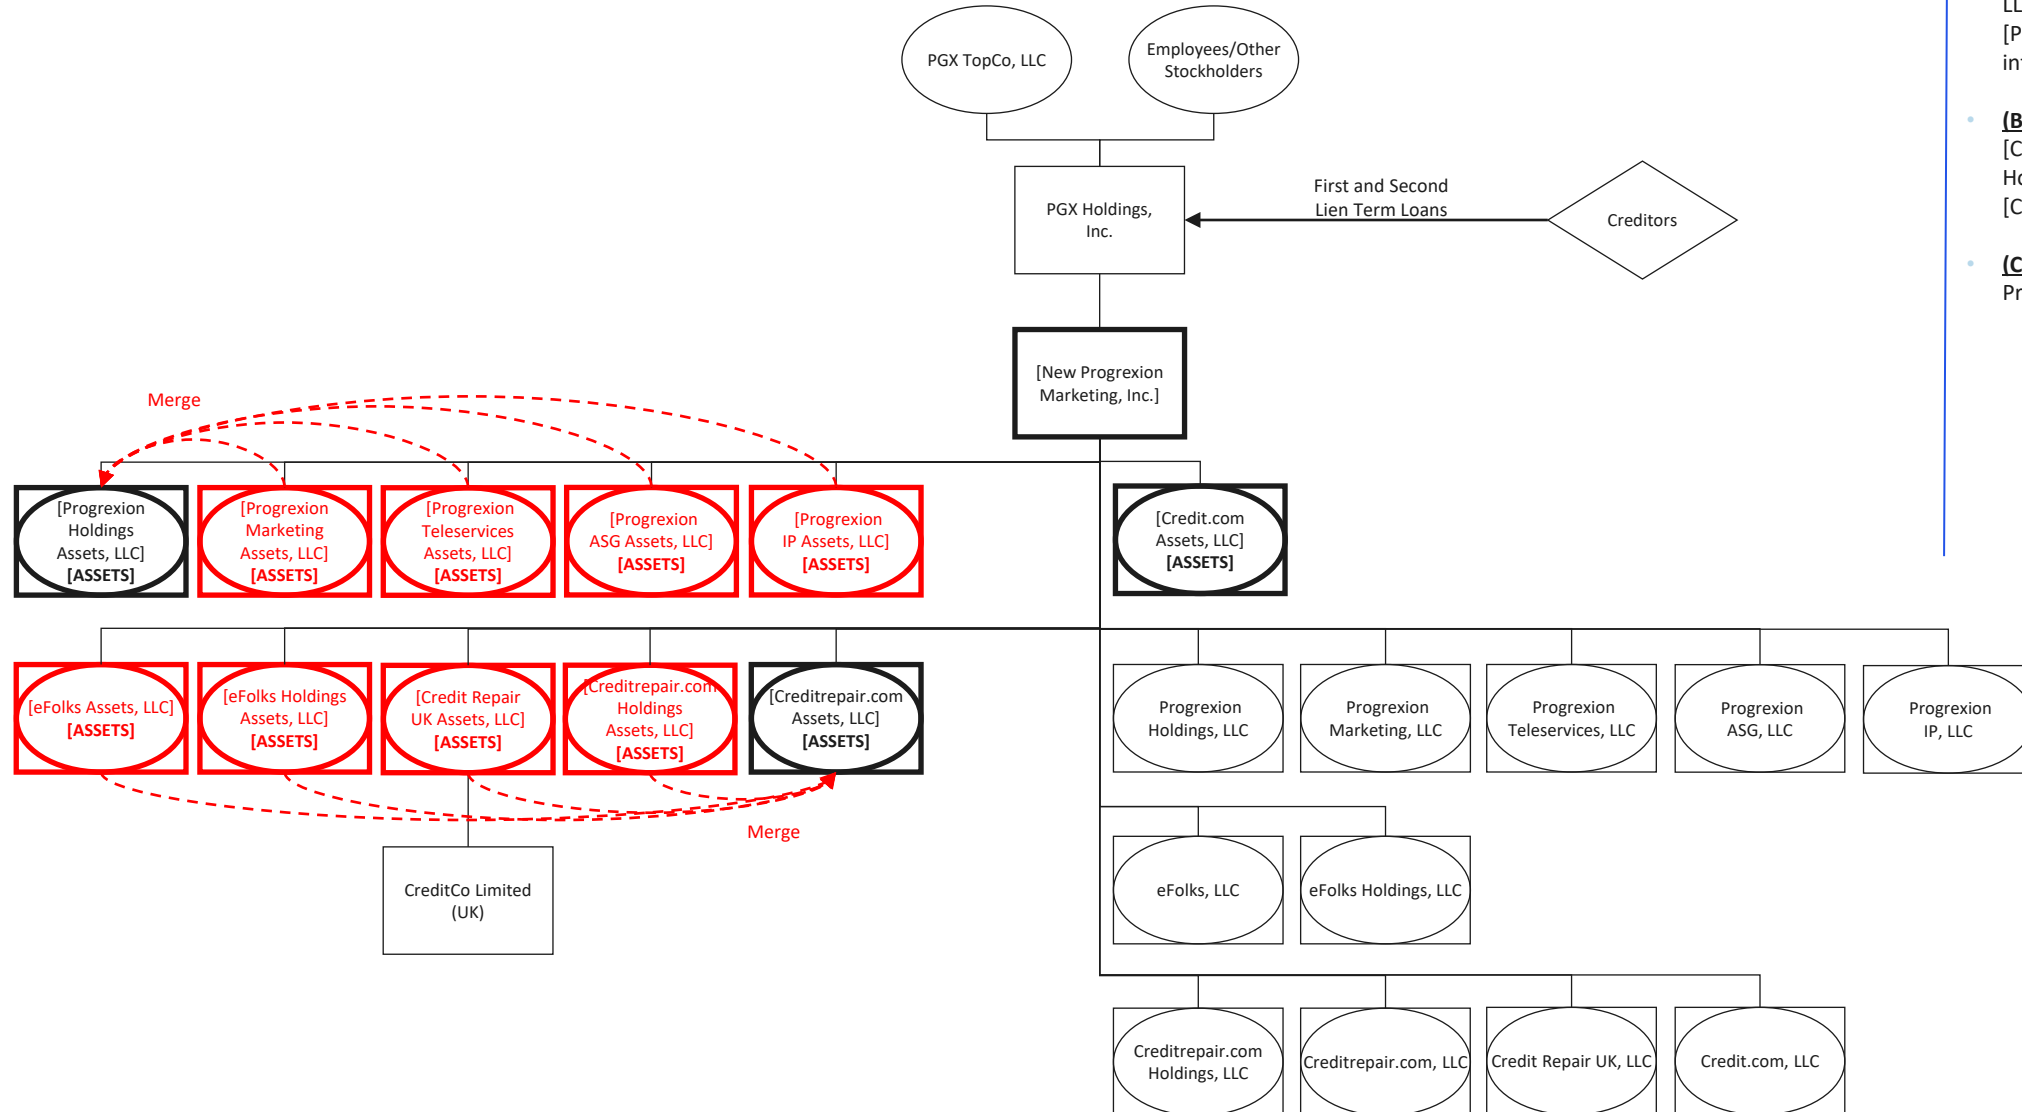 PGX TopCo, LLC
Employees/Other
Stockholders
PGX Holdings,
Inc.
First and Second
Lien Term Loans
Creditors
[New Progrexion
Marketing, Inc.]
Merge
[Progrexion
Holdings
Assets, LLC]
[ASSETS]
[Progrexion
Marketing
Assets, LLC]
[ASSETS]
[Progrexion
Teleservices
Assets, LLC]
[ASSETS]
[Progrexion
ASG Assets, LLC]
[ASSETS]
[Progrexion
IP Assets, LLC]
[ASSETS]
[Credit.com
Assets, LLC]
[ASSETS]
[eFolks Assets, LLC]
[ASSETS]
[eFolks Holdings
Assets, LLC]
[ASSETS]
[Credit Repair
UK Assets, LLC]
[ASSETS]
[Creditrepair.com
Holdings
Assets, LLC]
[ASSETS]
[Creditrepair.com
Assets, LLC]
[ASSETS]
Merge
CreditCo Limited
(UK)
Progrexion
Holdings, LLC
Progrexion
Marketing, LLC
Progrexion
Teleservices, LLC
Progrexion
ASG, LLC
Progrexion
IP, LLC
eFolks, LLC
eFolks Holdings, LLC
Creditrepair.com
Holdings, LLC
Creditrepair.com, LLC
Credit Repair UK, LLC
Credit.com, LLC
[P
(B
[C
Ho
[C
(C
Pr